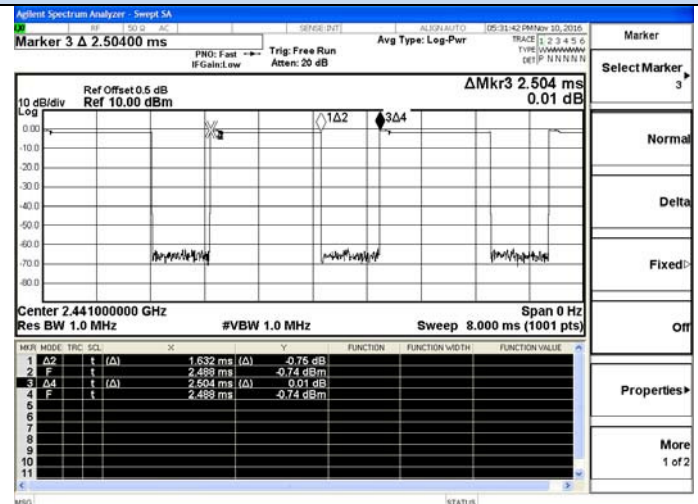 Agilent Spectrum Analyzer - Swept SA
RF 50 Ω AC SENSE:INT ALIGN AUTO 05:31:42 PM Nov 10, 2016
Marker 3 Δ 2.50400 ms
PNO: Fast
IFGain:Low
Trig: Free Run
Atten: 20 dB
Avg Type: Log-Pwr
TRACE 1 2 3 4 5 6
TYPE WWWWWW
DET P N N N N N
Ref Offset 0.5 dB
10 dB/div Ref 10.00 dBm
ΔMkr3 2.504 ms
0.01 dB
Log
1Δ2 3Δ4
0.00
-10.0
-20.0
-30.0
-40.0
-50.0
-60.0
-70.0
-80.0
Center 2.441000000 GHz Span 0 Hz
Res BW 1.0 MHz #VBW 1.0 MHz Sweep 8.000 ms (1001 pts)
MKR MODE TRC SCL X Y FUNCTION FUNCTION WIDTH FUNCTION VALUE
1 Δ2 t (Δ) 1.632 ms (Δ) -0.75 dB
2 F t 2.488 ms -0.74 dBm
3 Δ4 t (Δ) 2.504 ms (Δ) 0.01 dB
4 F t 2.488 ms -0.74 dBm
5
6
7
8
9
10
11
MSG STATUS
Marker
Select Marker
3
Normal
Delta
Fixed
Off
Properties
More
1 of 2